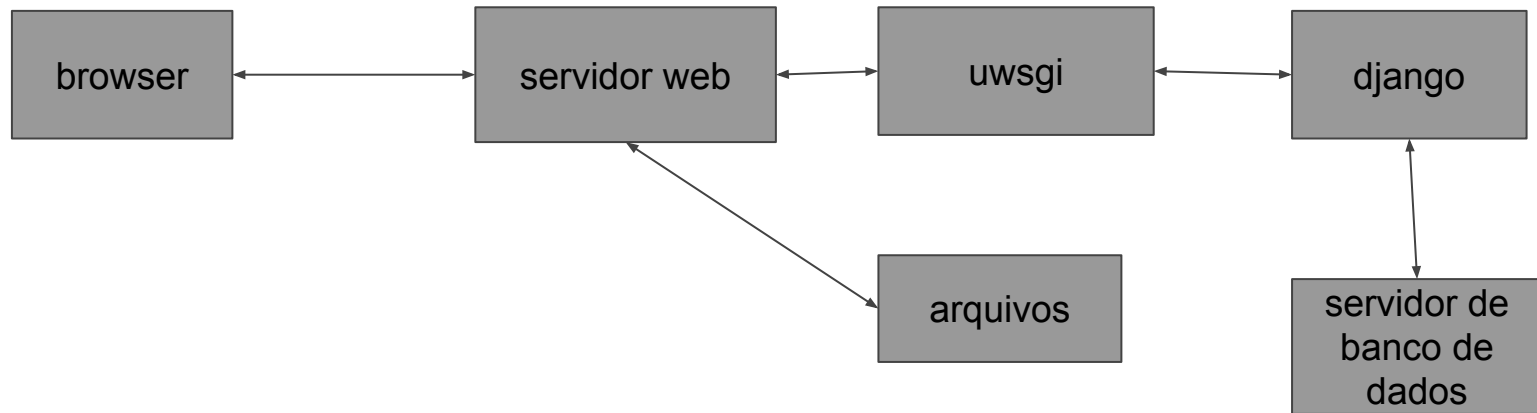 browser
servidor web
uwsgi
django
arquivos
servidor de
banco de
dados